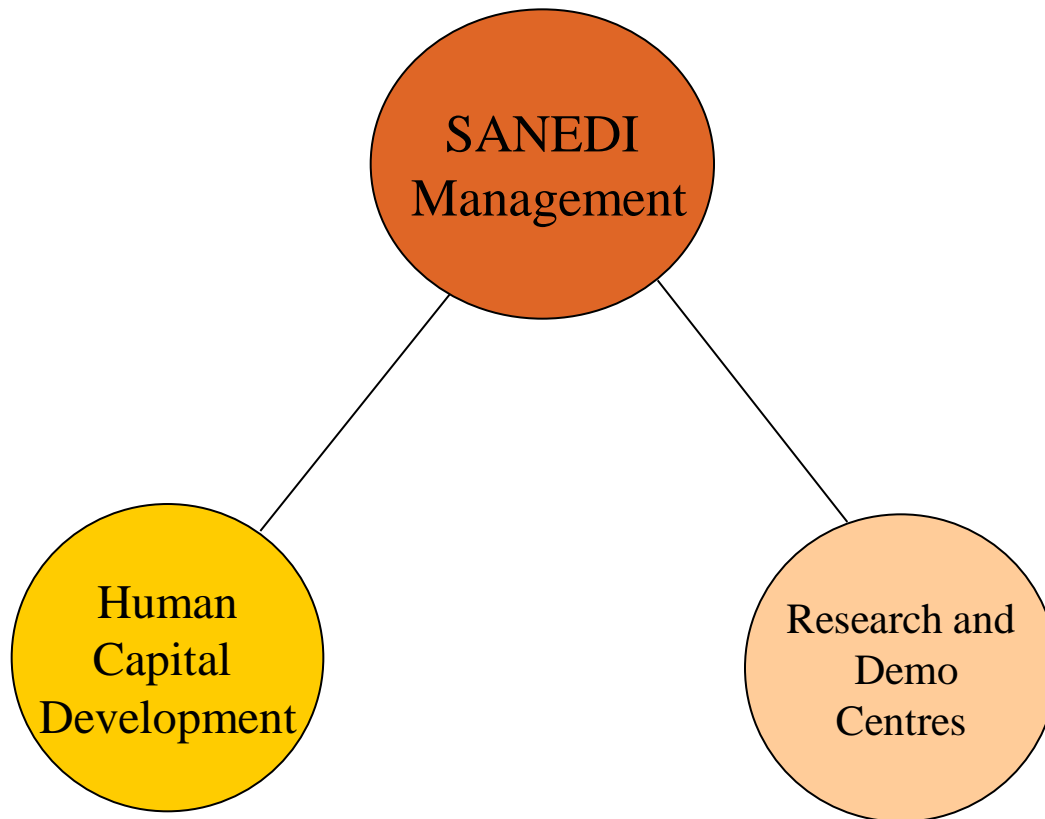 SANEDI
Management
Human
Capital
Development
Research and
Demo
Centres